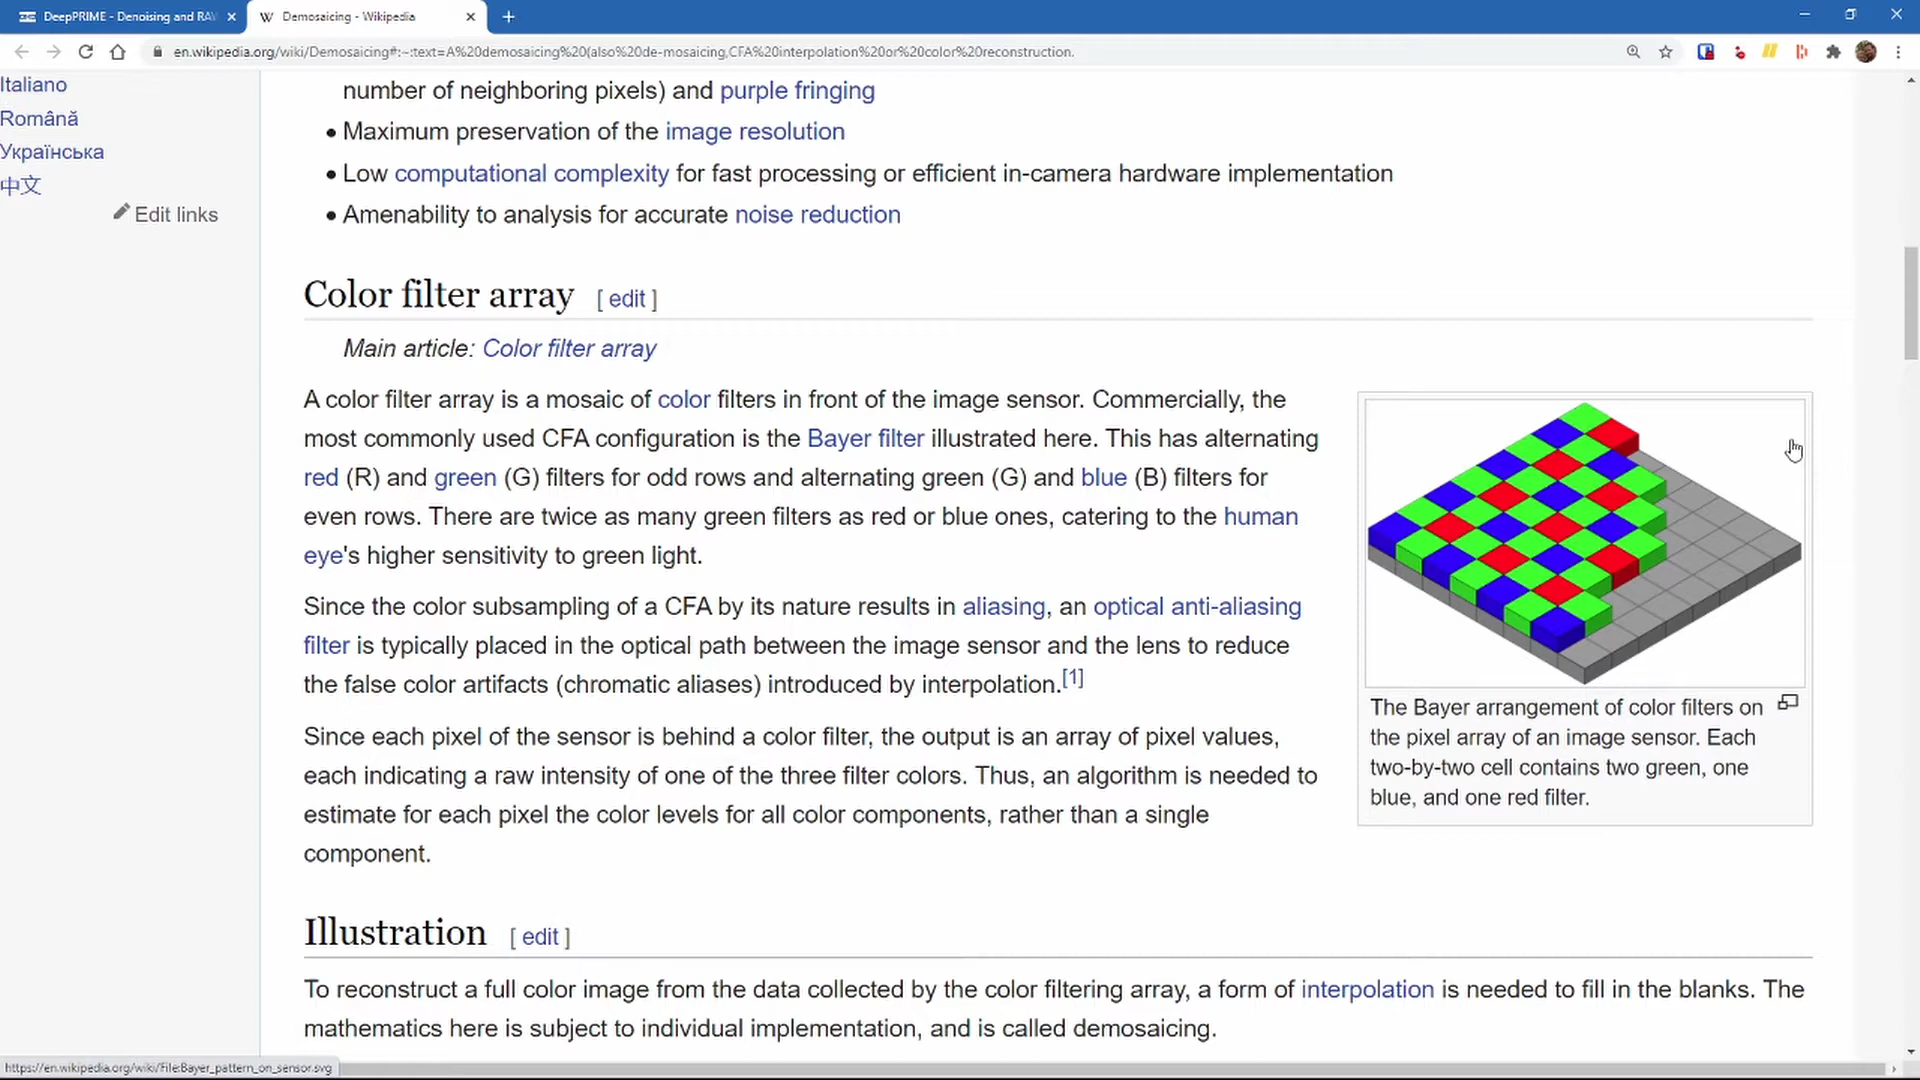 DeepPRIME - Denoising and RAW
Demosaicing - Wikipedia
en.wikipedia.org/wiki/Demosaicing#:~:text=A%20demosaicing%20(also%20de-mosaicing,CFA%20interpolation%20or%20color%20reconstruction.
Italiano
Română
Українська
中文
Edit links
number of neighboring pixels) and purple fringing
• Maximum preservation of the image resolution
• Low computational complexity for fast processing or efficient in-camera hardware implementation
• Amenability to analysis for accurate noise reduction
Color filter array [ edit ]
Main article: Color filter array
A color filter array is a mosaic of color filters in front of the image sensor. Commercially, the
most commonly used CFA configuration is the Bayer filter illustrated here. This has alternating
red (R) and green (G) filters for odd rows and alternating green (G) and blue (B) filters for
even rows. There are twice as many green filters as red or blue ones, catering to the human
eye's higher sensitivity to green light.
Since the color subsampling of a CFA by its nature results in aliasing, an optical anti-aliasing
filter is typically placed in the optical path between the image sensor and the lens to reduce
the false color artifacts (chromatic aliases) introduced by interpolation.[1]
Since each pixel of the sensor is behind a color filter, the output is an array of pixel values,
each indicating a raw intensity of one of the three filter colors. Thus, an algorithm is needed to
estimate for each pixel the color levels for all color components, rather than a single
component.
The Bayer arrangement of color filters on
the pixel array of an image sensor. Each
two-by-two cell contains two green, one
blue, and one red filter.
Illustration [ edit ]
To reconstruct a full color image from the data collected by the color filtering array, a form of interpolation is needed to fill in the blanks. The
mathematics here is subject to individual implementation, and is called demosaicing.
https://en.wikipedia.org/wiki/File:Bayer_pattern_on_sensor.svg